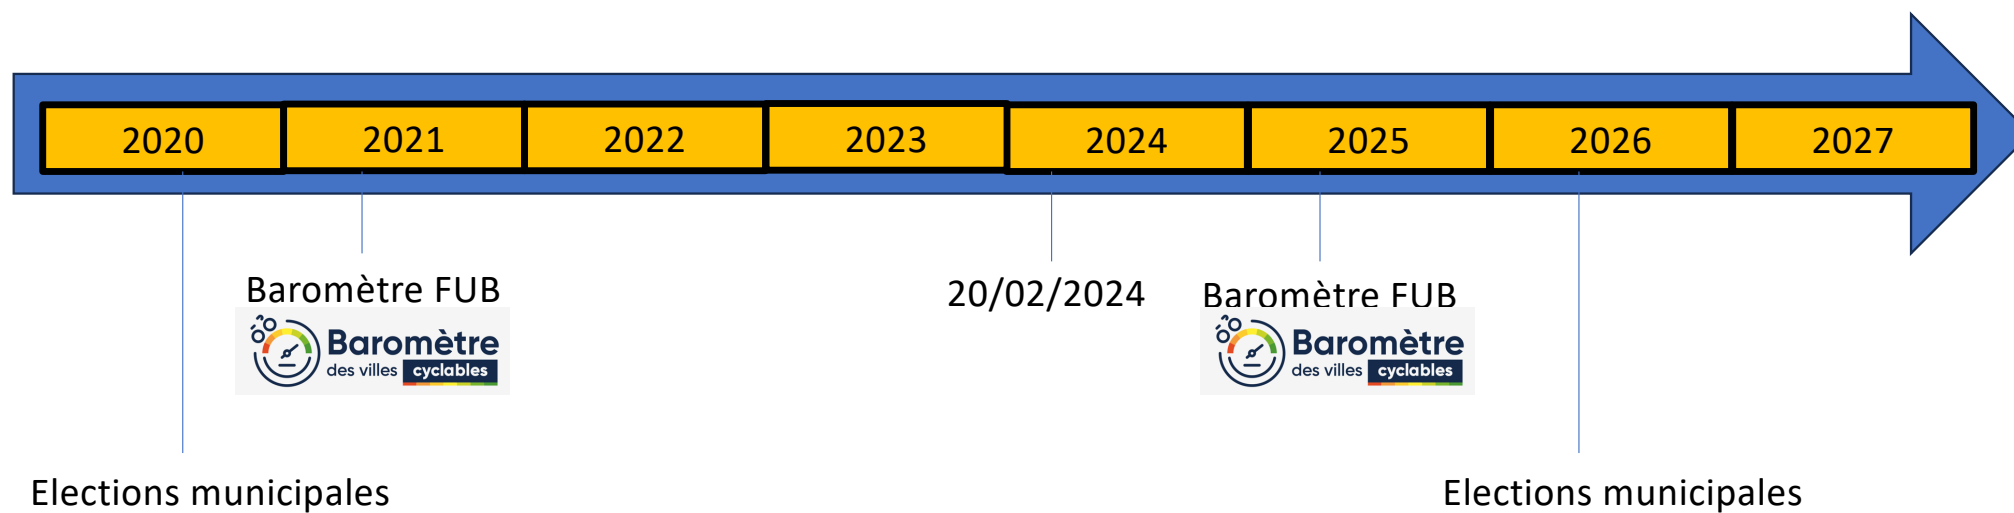 2020 2021 2022 2023 2024 2025 2026 2027
Baromètre FUB
Baromètre
des villes cyclables
20/02/2024
Baromètre FUB
Baromètre
des villes cyclables
Elections municipales
Elections municipales